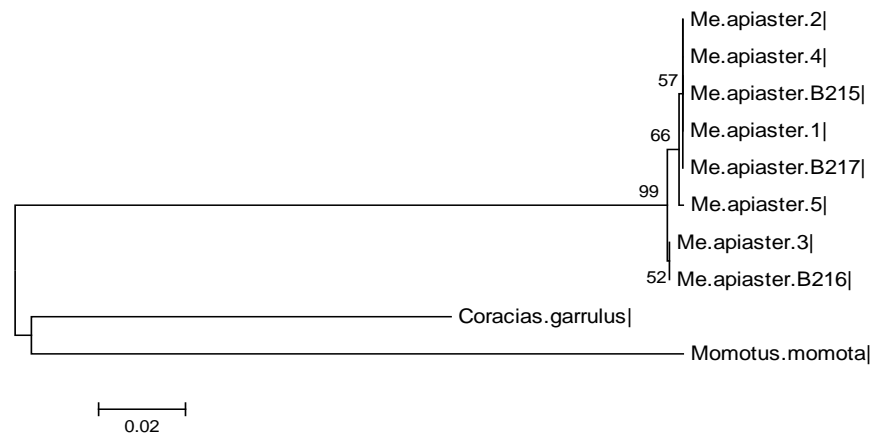 Me.apiaster.2|
Me.apiaster.4|
57
Me.apiaster.B215|
Me.apiaster.1|
66
Me.apiaster.B217|
99
Me.apiaster.5|
Me.apiaster.3|
52
Me.apiaster.B216|
Coracias.garrulus|
Momotus.momota|
0.02